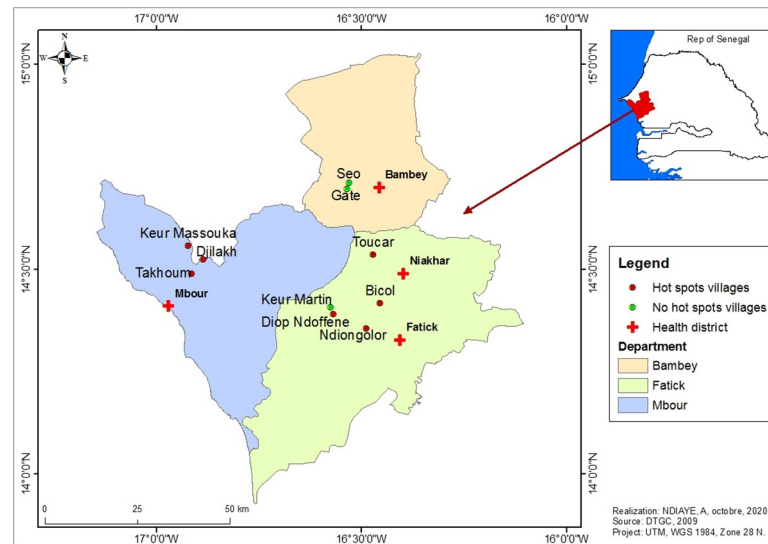 17°0'0"W
16°30'0"W
16°0'0"W
N
W E
S
Rep of Senegal
15°0'0"N
15°0'0"N
Seo
Bambey
Gate
Keur Massouka
Djilakh
Toucar
14°30'0"N
14°30'0"N
Takhoum
Niakhar
Mbour
Bicol
Keur Martin
Diop Ndoffene
Ndiongolor
Fatick
14°0'0"N
14°0'0"N
0 25 50 km
17°0'0"W
16°30'0"W
16°0'0"W
Legend
Hot spots villages
No hot spots villages
Health district
Department
Bambey
Fatick
Mbour
Realization: NDIAYE, A, octobre, 2020
Source: DTGC, 2009
Project: UTM, WGS 1984, Zone 28 N.